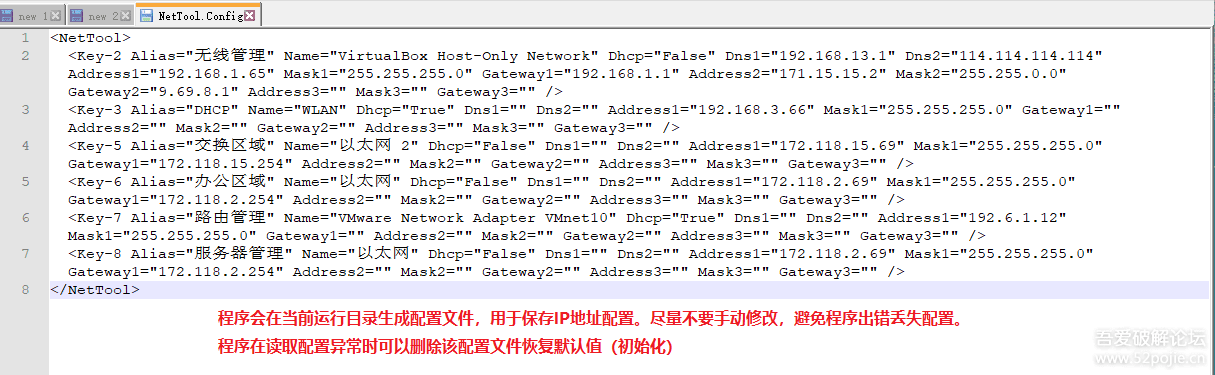 new 1
new 2
NetTool.Config
1 <NetTool>
2 <Key-2 Alias="无线管理" Name="VirtualBox Host-Only Network" Dhcp="False" Dns1="192.168.13.1" Dns2="114.114.114.114"
Address1="192.168.1.65" Mask1="255.255.255.0" Gateway1="192.168.1.1" Address2="171.15.15.2" Mask2="255.255.0.0"
Gateway2="9.69.8.1" Address3="" Mask3="" Gateway3="" />
3 <Key-3 Alias="DHCP" Name="WLAN" Dhcp="True" Dns1="" Dns2="" Address1="192.168.3.66" Mask1="255.255.255.0" Gateway1=""
Address2="" Mask2="" Gateway2="" Address3="" Mask3="" Gateway3="" />
4 <Key-5 Alias="交换区域" Name="以太网 2" Dhcp="False" Dns1="" Dns2="" Address1="172.118.15.69" Mask1="255.255.255.0"
Gateway1="172.118.15.254" Address2="" Mask2="" Gateway2="" Address3="" Mask3="" Gateway3="" />
5 <Key-6 Alias="办公区域" Name="以太网" Dhcp="False" Dns1="" Dns2="" Address1="172.118.2.69" Mask1="255.255.255.0"
Gateway1="172.118.2.254" Address2="" Mask2="" Gateway2="" Address3="" Mask3="" Gateway3="" />
6 <Key-7 Alias="路由管理" Name="VMware Network Adapter VMnet10" Dhcp="True" Dns1="" Dns2="" Address1="192.6.1.12"
Mask1="255.255.255.0" Gateway1="" Address2="" Mask2="" Gateway2="" Address3="" Mask3="" Gateway3="" />
7 <Key-8 Alias="服务器管理" Name="以太网" Dhcp="False" Dns1="" Dns2="" Address1="172.118.2.69" Mask1="255.255.255.0"
Gateway1="172.118.2.254" Address2="" Mask2="" Gateway2="" Address3="" Mask3="" Gateway3="" />
8 </NetTool>
程序会在当前运行目录生成配置文件，用于保存IP地址配置。尽量不要手动修改，避免程序出错丢失配置。
程序在读取配置异常时可以删除该配置文件恢复默认值（初始化）
吾爱破解论坛
www.52pojie.cn